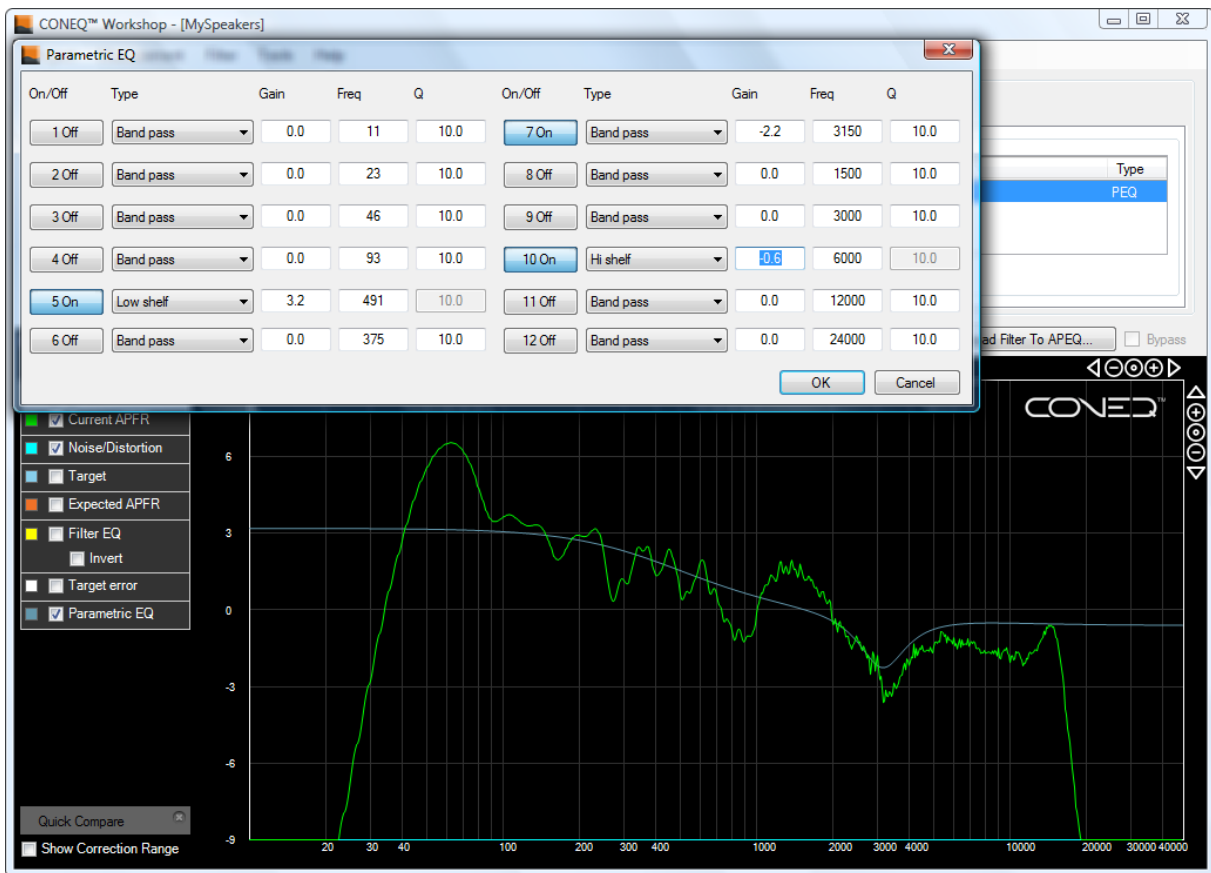 CONEQ™ Workshop - [MySpeakers]
Parametric EQ
Filter Tools Help
On/Off Type Gain Freq Q On/Off Type Gain Freq Q
1 Off Band pass 0.0 11 10.0 7 On Band pass -2.2 3150 10.0
2 Off Band pass 0.0 23 10.0 8 Off Band pass 0.0 1500 10.0
3 Off Band pass 0.0 46 10.0 9 Off Band pass 0.0 3000 10.0
4 Off Band pass 0.0 93 10.0 10 On Hi shelf -0.6 6000 10.0
5 On Low shelf 3.2 491 10.0 11 Off Band pass 0.0 12000 10.0
6 Off Band pass 0.0 375 10.0 12 Off Band pass 0.0 24000 10.0
OK Cancel
Type
PEQ
ad Filter To APEQ... Bypass
CONEQ™
Current APFR
Noise/Distortion
Target
Expected APFR
Filter EQ
Invert
Target error
Parametric EQ
6
3
0
-3
-6
-9
Quick Compare
Show Correction Range
20 30 40 100 200 300 400 1000 2000 3000 4000 10000 20000 30000 40000